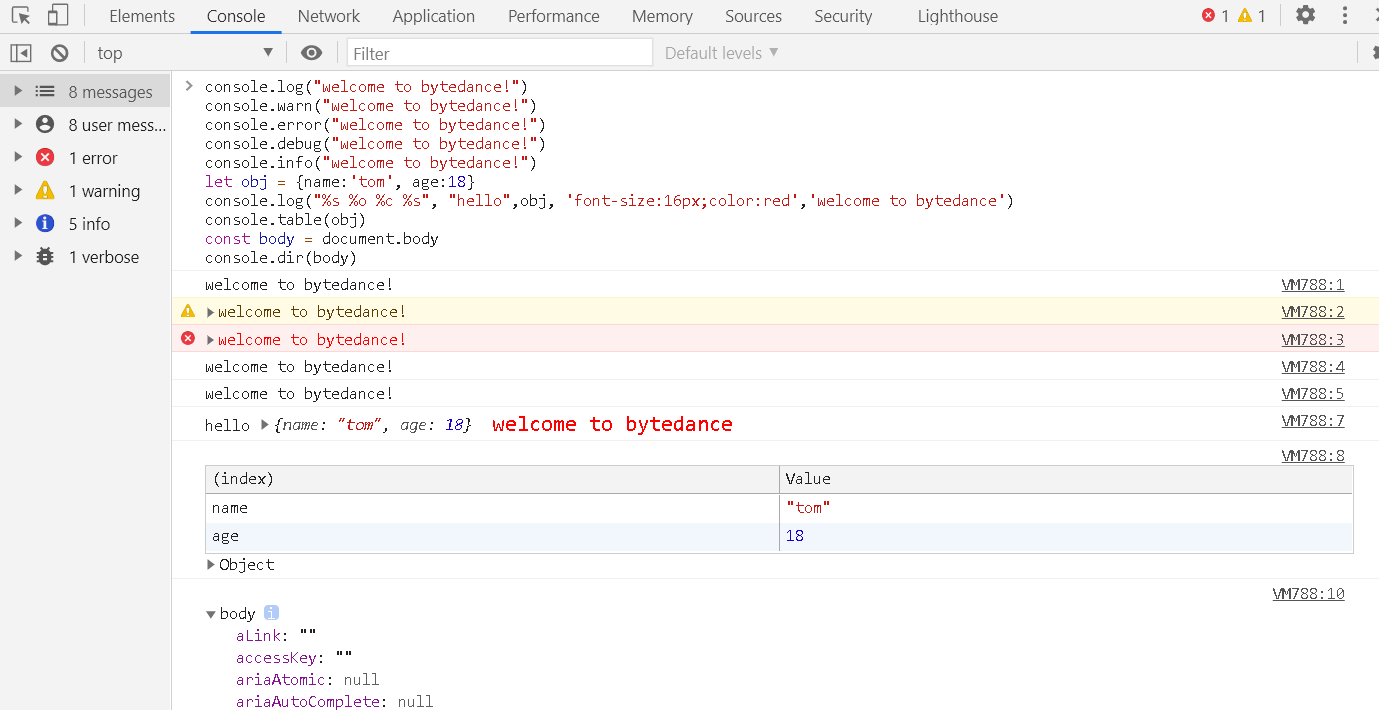 Elements Console Network Application Performance Memory Sources Security Lighthouse 1 1
top Filter Default levels
8 messages
8 user mess...
1 error
1 warning
5 info
1 verbose
console.log("welcome to bytedance!")
console.warn("welcome to bytedance!")
console.error("welcome to bytedance!")
console.debug("welcome to bytedance!")
console.info("welcome to bytedance!")
let obj = {name:'tom', age:18}
console.log("%s %o %c %s", "hello",obj, 'font-size:16px;color:red','welcome to bytedance')
console.table(obj)
const body = document.body
console.dir(body)
welcome to bytedance! VM788:1
welcome to bytedance! VM788:2
welcome to bytedance! VM788:3
welcome to bytedance! VM788:4
welcome to bytedance! VM788:5
hello {name: "tom", age: 18} welcome to bytedance VM788:7
VM788:8
(index) Value
name "tom"
age 18
Object
VM788:10
body i
aLink: ""
accessKey: ""
ariaAtomic: null
ariaAutoComplete: null